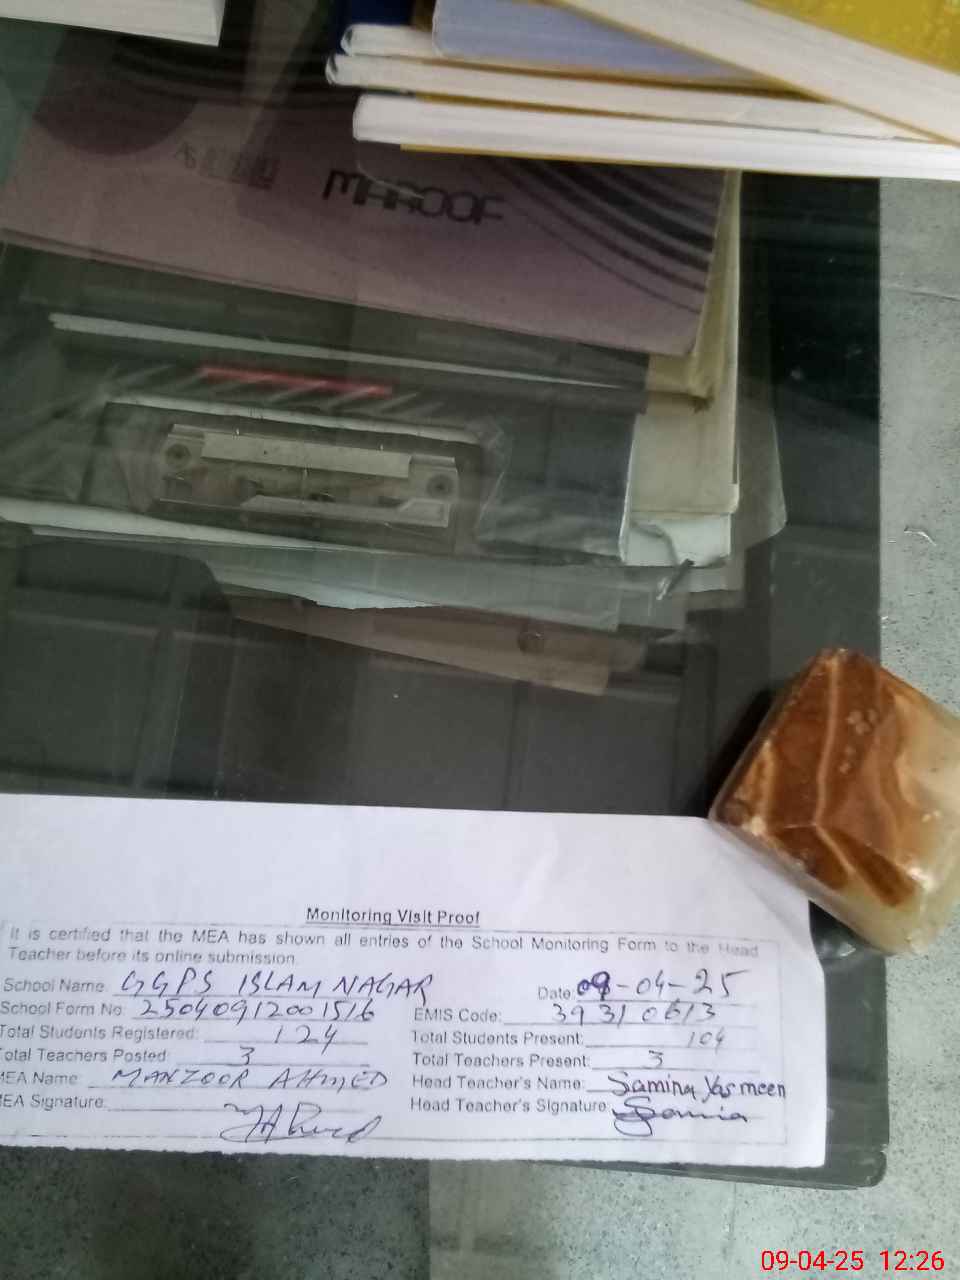 MAROOF
Monitoring Visit Proof
It is certified that the MEA has shown all entries of the School Monitoring Form to the Head
Teacher before its online submission.
School Name: GGPS ISLAM NAGAR Date: 09-04-25
School Form No: 25040912001516 EMIS Code: 39310613
Total Students Registered: 124 Total Students Present: 104
Total Teachers Posted: 3 Total Teachers Present: 3
MEA Name: MANZOOR AHMED Head Teacher's Name: Samina Yasmeen
MEA Signature: Head Teacher's Signature: Samia
09-04-25 12:26